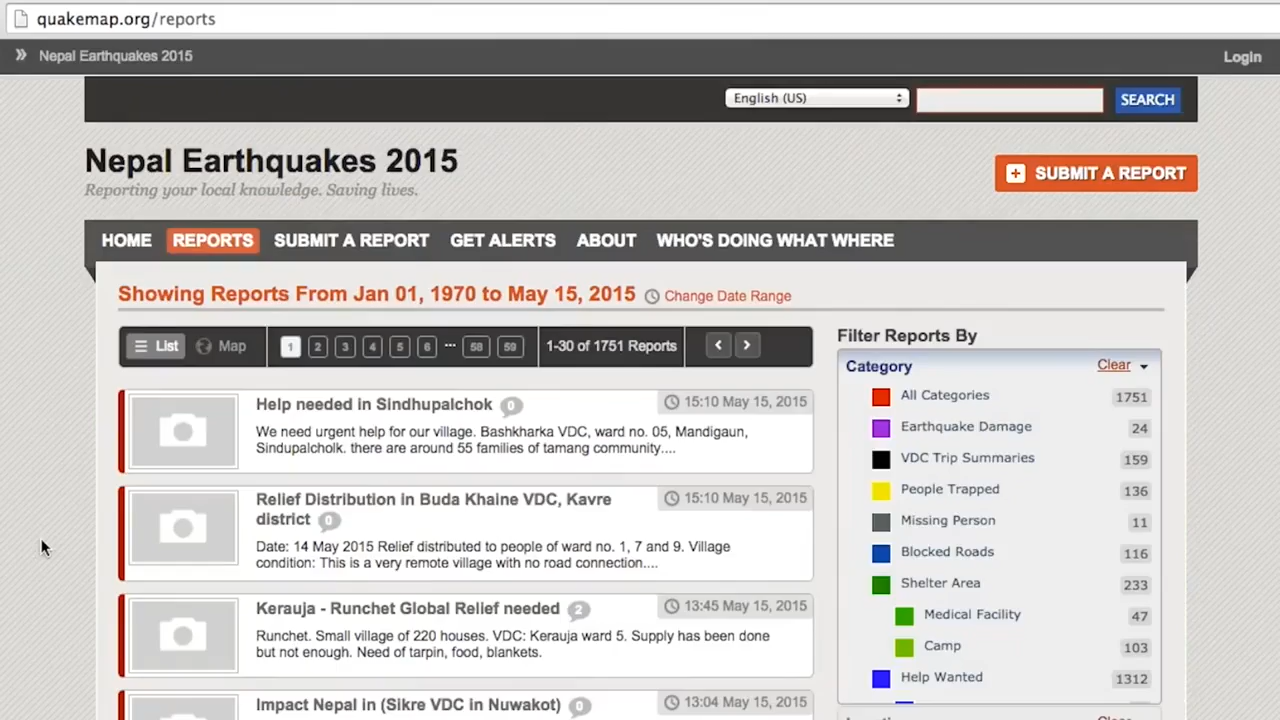 quakemap.org/reports
» Nepal Earthquakes 2015
Login
English (US)
SEARCH
Nepal Earthquakes 2015
Reporting your local knowledge. Saving lives.
SUBMIT A REPORT
HOME REPORTS SUBMIT A REPORT GET ALERTS ABOUT WHO'S DOING WHAT WHERE
Showing Reports From Jan 01, 1970 to May 15, 2015 Change Date Range
List Map 1 2 3 4 5 6 ... 58 59 1-30 of 1751 Reports
Help needed in Sindhupalchok 0
15:10 May 15, 2015
We need urgent help for our village. Bashkharka VDC, ward no. 05, Mandigaun,
Sindupalcholk. there are around 55 families of tamang community....
Relief Distribution in Buda Khaine VDC, Kavre
district 0
15:10 May 15, 2015
Date: 14 May 2015 Relief distributed to people of ward no. 1, 7 and 9. Village
condition: This is a very remote village with no road connection....
Kerauja - Runchet Global Relief needed 2
13:45 May 15, 2015
Runchet. Small village of 220 houses. VDC: Kerauja ward 5. Supply has been done
but not enough. Need of tarpin, food, blankets.
Impact Nepal in (Sikre VDC in Nuwakot) 0
13:04 May 15, 2015
Filter Reports By
Category Clear
All Categories 1751
Earthquake Damage 24
VDC Trip Summaries 159
People Trapped 136
Missing Person 11
Blocked Roads 116
Shelter Area 233
Medical Facility 47
Camp 103
Help Wanted 1312